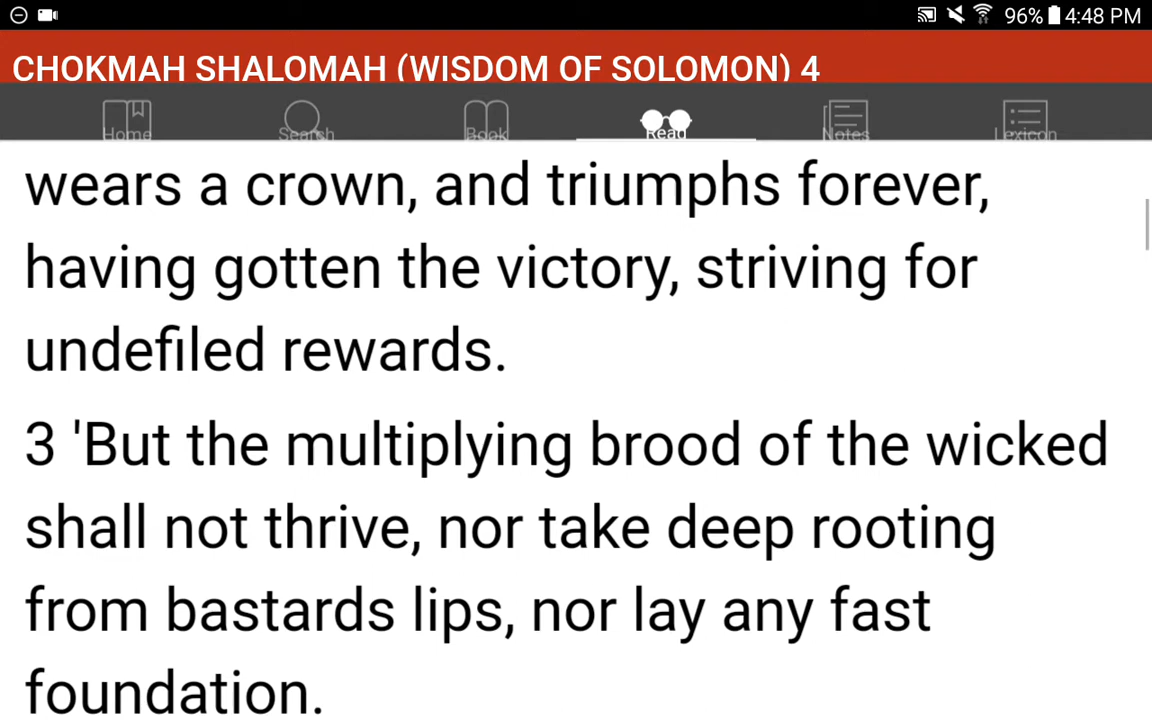 96% 4:48 PM
CHOKMAH SHALOMAH (WISDOM OF SOLOMON) 4
Home Search Book Read Notes Lexicon
wears a crown, and triumphs forever,
having gotten the victory, striving for
undefiled rewards.
3 'But the multiplying brood of the wicked
shall not thrive, nor take deep rooting
from bastards lips, nor lay any fast
foundation.